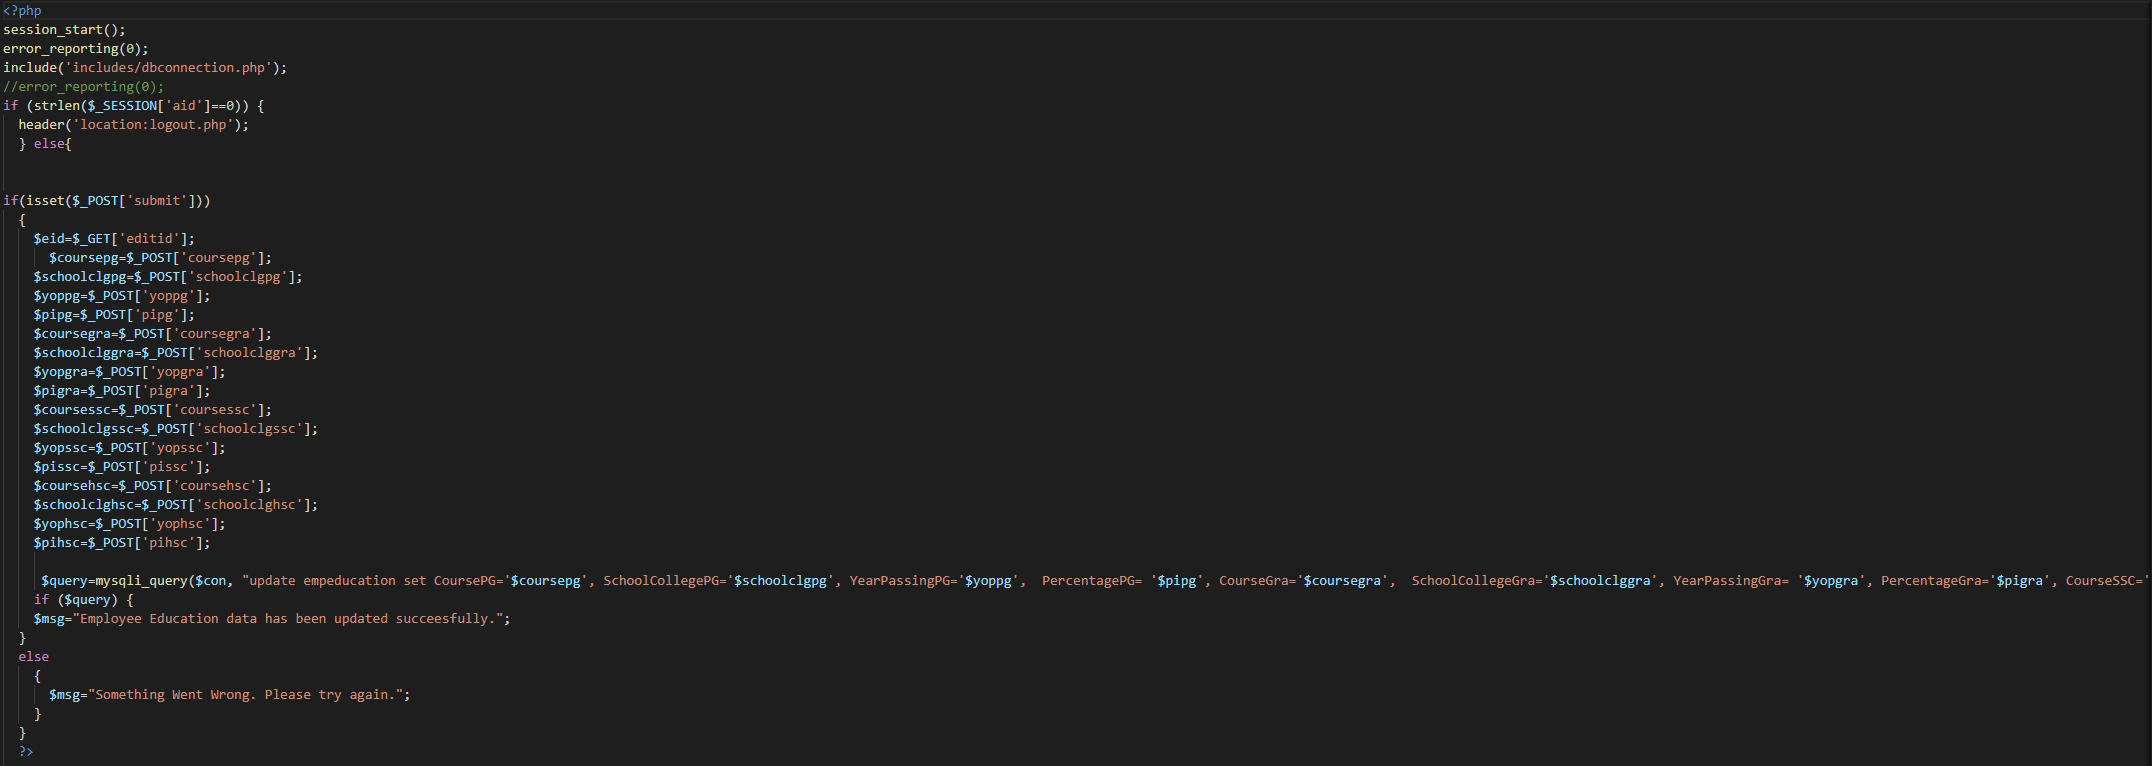 <?php
session_start();
error_reporting(0);
include('includes/dbconnection.php');
//error_reporting(0);
if (strlen($_SESSION['aid']==0)) {
header('location:logout.php');
} else{
if(isset($_POST['submit']))
{
$eid=$_GET['editid'];
$coursepg=$_POST['coursepg'];
$schoolclgpg=$_POST['schoolclgpg'];
$yoppg=$_POST['yoppg'];
$pipg=$_POST['pipg'];
$coursegra=$_POST['coursegra'];
$schoolclggra=$_POST['schoolclggra'];
$yopgra=$_POST['yopgra'];
$pigra=$_POST['pigra'];
$coursessc=$_POST['coursessc'];
$schoolclgssc=$_POST['schoolclgssc'];
$yopssc=$_POST['yopssc'];
$pissc=$_POST['pissc'];
$coursehsc=$_POST['coursehsc'];
$schoolclghsc=$_POST['schoolclghsc'];
$yophsc=$_POST['yophsc'];
$pihsc=$_POST['pihsc'];
$query=mysqli_query($con, "update empeducation set CoursePG='$coursepg', SchoolCollegePG='$schoolclgpg', YearPassingPG='$yoppg',  PercentagePG= '$pipg', CourseGra='$coursegra',  SchoolCollegeGra='$schoolclggra', YearPassingGra= '$yopgra', PercentageGra='$pigra', CourseSSC='
if ($query) {
$msg="Employee Education data has been updated succeesfully.";
}
else
{
$msg="Something Went Wrong. Please try again.";
}
}
?>